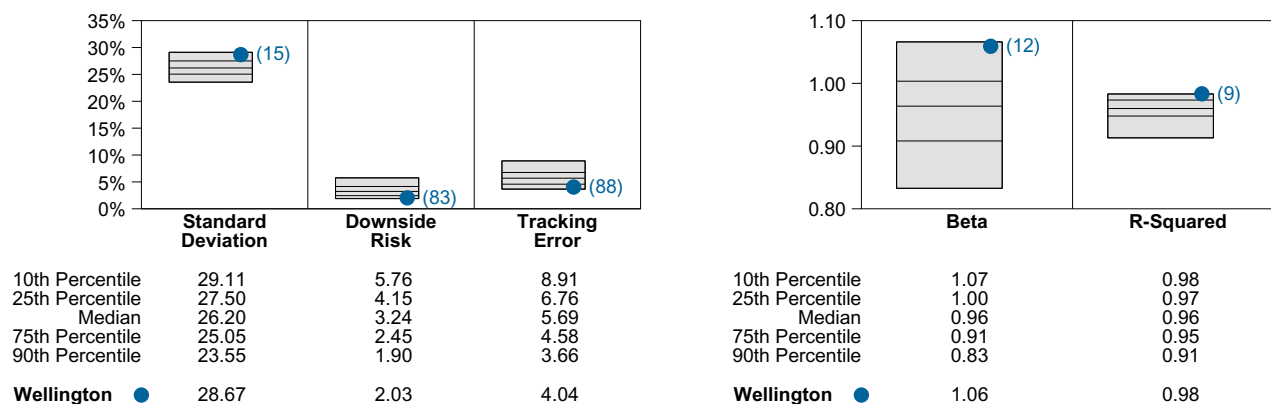 35%
30%
25%
20%
15%
10%
5%
0%
(15)
(83)
(88)
Standard Deviation
Downside Risk
Tracking Error
10th Percentile 29.11 5.76 8.91
25th Percentile 27.50 4.15 6.76
Median 26.20 3.24 5.69
75th Percentile 25.05 2.45 4.58
90th Percentile 23.55 1.90 3.66
Wellington 28.67 2.03 4.04
1.10
1.00
0.90
0.80
(12)
(9)
Beta
R-Squared
10th Percentile 1.07 0.98
25th Percentile 1.00 0.97
Median 0.96 0.96
75th Percentile 0.91 0.95
90th Percentile 0.83 0.91
Wellington 1.06 0.98